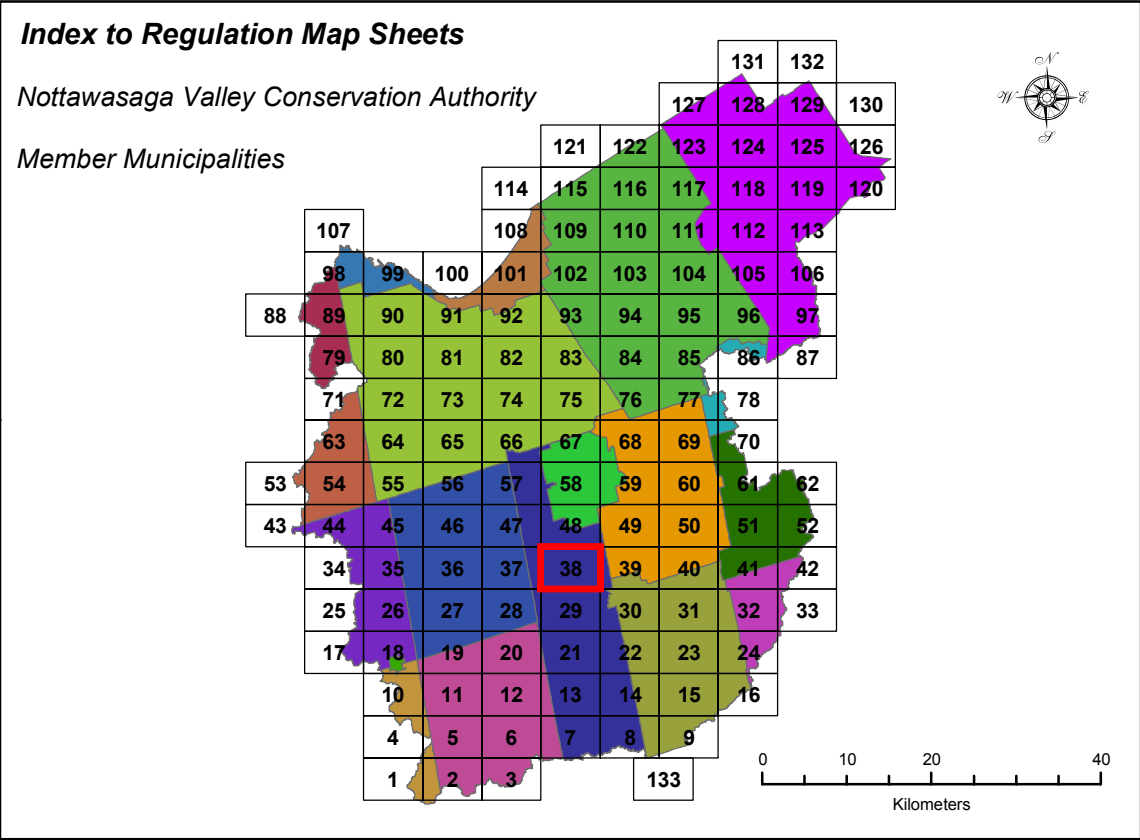 Index to Regulation Map Sheets
Nottawasaga Valley Conservation Authority
Member Municipalities
N
W E
S
131 132
127 128 129 130
121 122 123 124 125 126
114 115 116 117 118 119 120
107 108 109 110 111 112 113
98 99 100 101 102 103 104 105 106
88 89 90 91 92 93 94 95 96 97
79 80 81 82 83 84 85 86 87
71 72 73 74 75 76 77 78
63 64 65 66 67 68 69 70
53 54 55 56 57 58 59 60 61 62
43 44 45 46 47 48 49 50 51 52
34 35 36 37 38 39 40 41 42
25 26 27 28 29 30 31 32 33
17 18 19 20 21 22 23 24
10 11 12 13 14 15 16
4 5 6 7 8 9
1 2 3 133
0 10 20 40
Kilometers